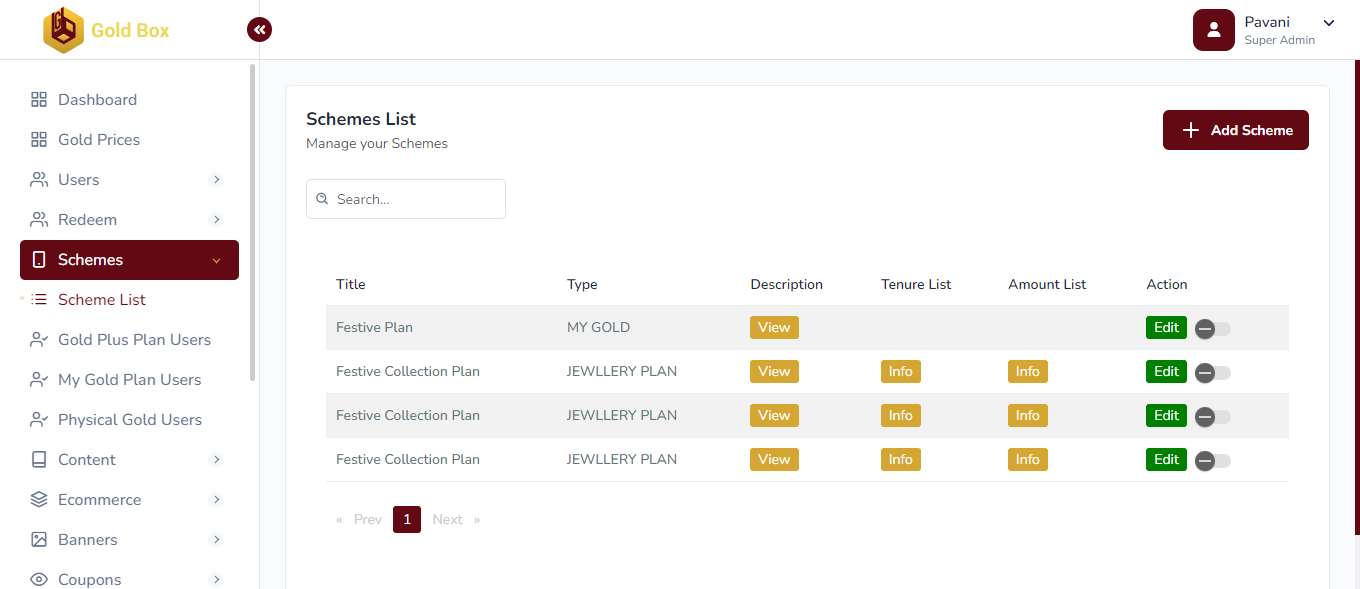 Gold Box
Pavani
Super Admin
Dashboard
Gold Prices
Users
Redeem
Schemes
Scheme List
Gold Plus Plan Users
My Gold Plan Users
Physical Gold Users
Content
Ecommerce
Banners
Coupons
Schemes List
Manage your Schemes
Add Scheme
Search...
Title Type Description Tenure List Amount List Action
Festive Plan MY GOLD View Edit
Festive Collection Plan JEWLLERY PLAN View Info Info Edit
Festive Collection Plan JEWLLERY PLAN View Info Info Edit
Festive Collection Plan JEWLLERY PLAN View Info Info Edit
« Prev 1 Next »